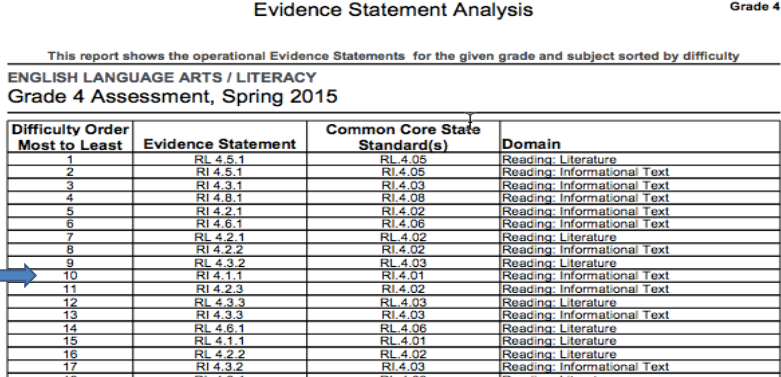 Evidence Statement Analysis Grade 4
This report shows the operational Evidence Statements for the given grade and subject sorted by difficulty
ENGLISH LANGUAGE ARTS / LITERACY
Grade 4 Assessment, Spring 2015
Difficulty Order Most to Least Evidence Statement Common Core State Standard(s) Domain
1 RL 4.5.1 RL.4.05 Reading: Literature
2 RI 4.5.1 RI.4.05 Reading: Informational Text
3 RI 4.3.1 RI.4.03 Reading: Informational Text
4 RI 4.8.1 RI.4.08 Reading: Informational Text
5 RI 4.2.1 RI.4.02 Reading: Informational Text
6 RI 4.6.1 RI.4.06 Reading: Informational Text
7 RL 4.2.1 RL.4.02 Reading: Literature
8 RI 4.2.2 RI.4.02 Reading: Informational Text
9 RL 4.3.2 RL.4.03 Reading: Literature
10 RI 4.1.1 RI.4.01 Reading: Informational Text
11 RI 4.2.3 RI.4.02 Reading: Informational Text
12 RL 4.3.3 RL.4.03 Reading: Literature
13 RI 4.3.3 RI.4.03 Reading: Informational Text
14 RL 4.6.1 RL.4.06 Reading: Literature
15 RL 4.1.1 RL.4.01 Reading: Literature
16 RL 4.2.2 RL.4.02 Reading: Literature
17 RI 4.3.2 RI.4.03 Reading: Informational Text